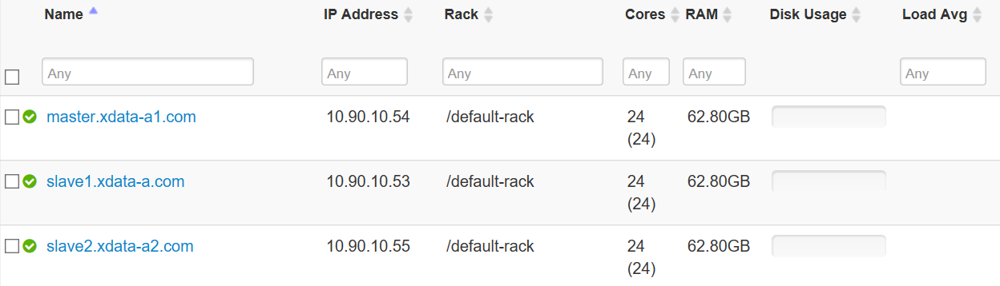 Name IP Address Rack Cores RAM Disk Usage Load Avg
Any Any Any Any Any Any
master.xdata-a1.com 10.90.10.54 /default-rack 24 62.80GB
(24)
slave1.xdata-a.com 10.90.10.53 /default-rack 24 62.80GB
(24)
slave2.xdata-a2.com 10.90.10.55 /default-rack 24 62.80GB
(24)